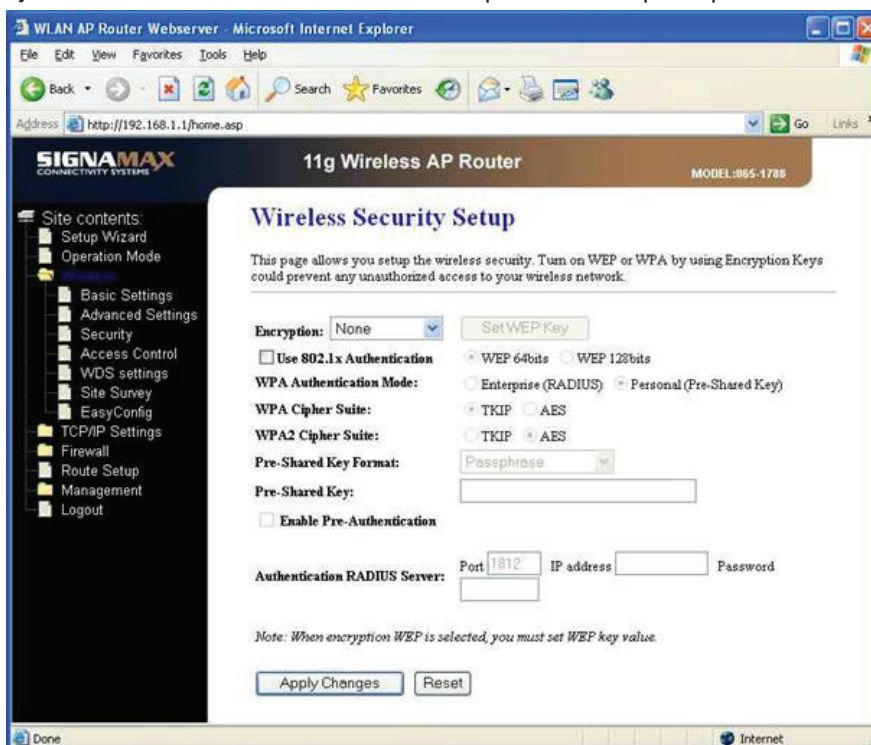 WLAN AP Router Webserver - Microsoft Internet Explorer
File Edit View Favorites Tools Help
Back Search Favorites
Address http://192.168.1.1/home.asp Go Links
SIGNAMAX
CONNECTIVITY SYSTEMS
11g Wireless AP Router
MODEL:065-1788
Site contents:
Setup Wizard
Operation Mode
Wireless
Basic Settings
Advanced Settings
Security
Access Control
WDS settings
Site Survey
EasyConfig
TCP/IP Settings
Firewall
Route Setup
Management
Logout
Wireless Security Setup
This page allows you setup the wireless security. Turn on WEP or WPA by using Encryption Keys
could prevent any unauthorized access to your wireless network.
Encryption: None Set WEP Key
Use 802.1x Authentication WEP 64bits WEP 128bits
WPA Authentication Mode: Enterprise (RADIUS) Personal (Pre-Shared Key)
WPA Cipher Suite: TKIP AES
WPA2 Cipher Suite: TKIP AES
Pre-Shared Key Format: Passphrase
Pre-Shared Key:
Enable Pre-Authentication
Authentication RADIUS Server: Port 1812 IP address Password
Note: When encryption WEP is selected, you must set WEP key value.
Apply Changes Reset
Done Internet